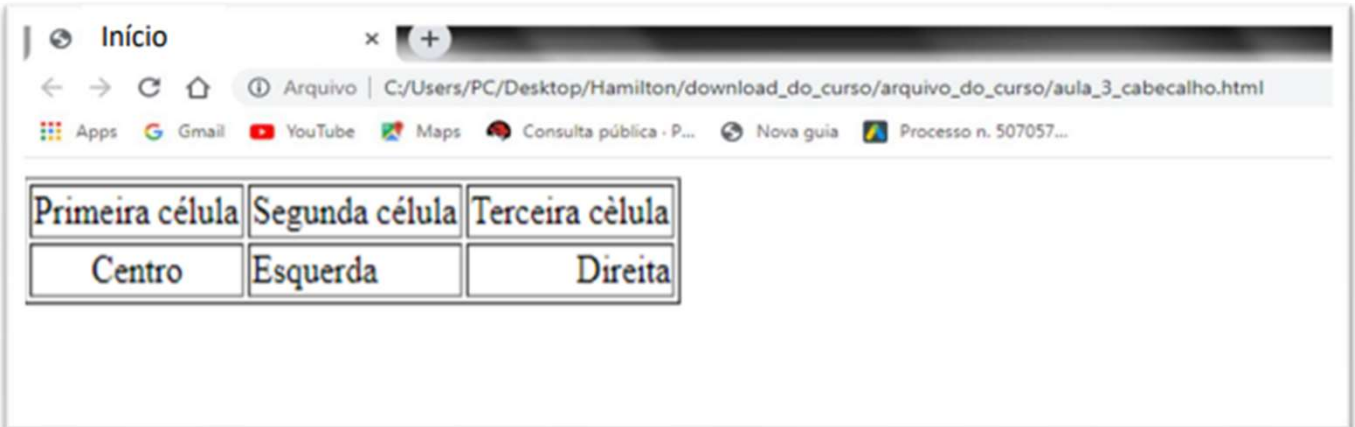 Início
Arquivo | C:/Users/PC/Desktop/Hamilton/download_do_curso/arquivo_do_curso/aula_3_cabecalho.html
Apps Gmail YouTube Maps Consulta pública - P... Nova guia Processo n. 507057...
Primeira célula Segunda célula Terceira cèlula
Centro Esquerda Direita